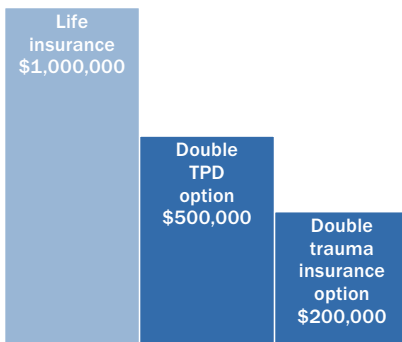 Life
insurance
$1,000,000
Double
TPD
option
$500,000
Double
trauma
insurance
option
$200,000